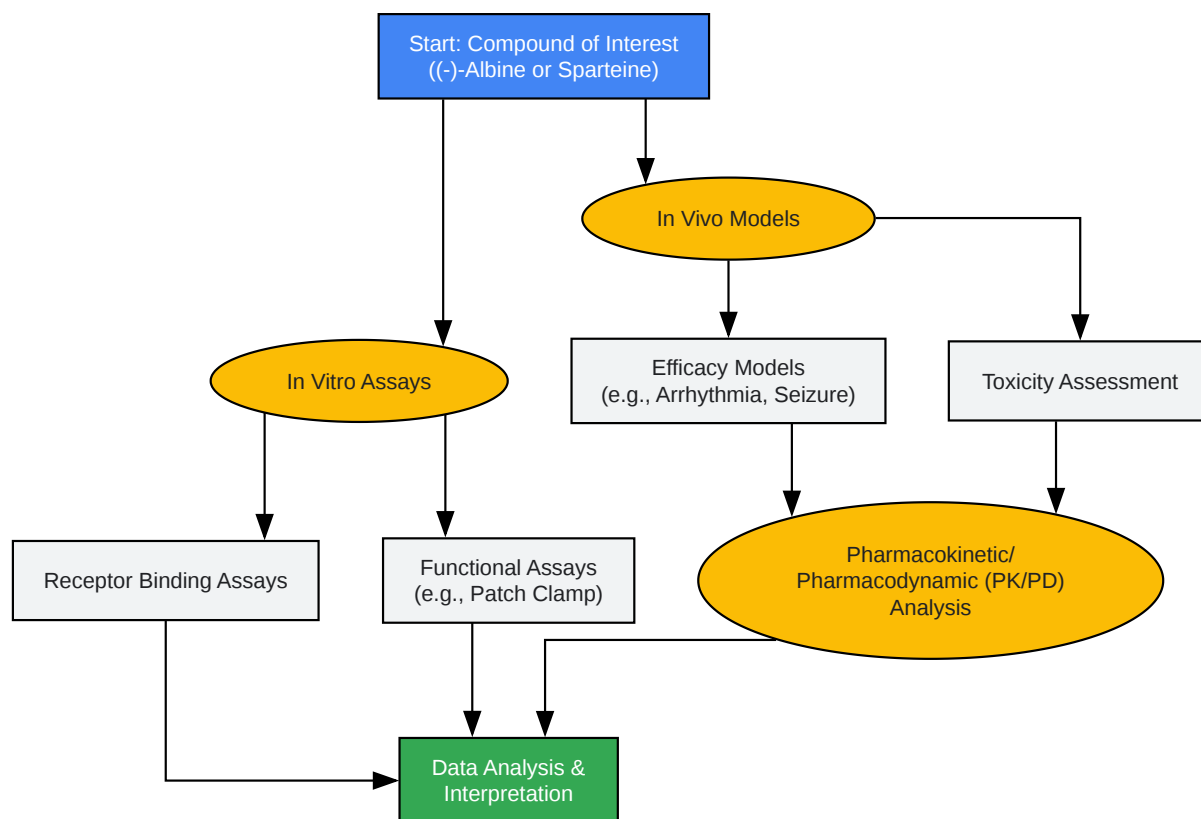 Start: Compound of Interest
((-)-Albine or Sparteine)
In Vivo Models
In Vitro Assays
Efficacy Models
(e.g., Arrhythmia, Seizure)
Toxicity Assessment
Receptor Binding Assays
Functional Assays
(e.g., Patch Clamp)
Pharmacokinetic/
Pharmacodynamic (PK/PD)
Analysis
Data Analysis &
Interpretation